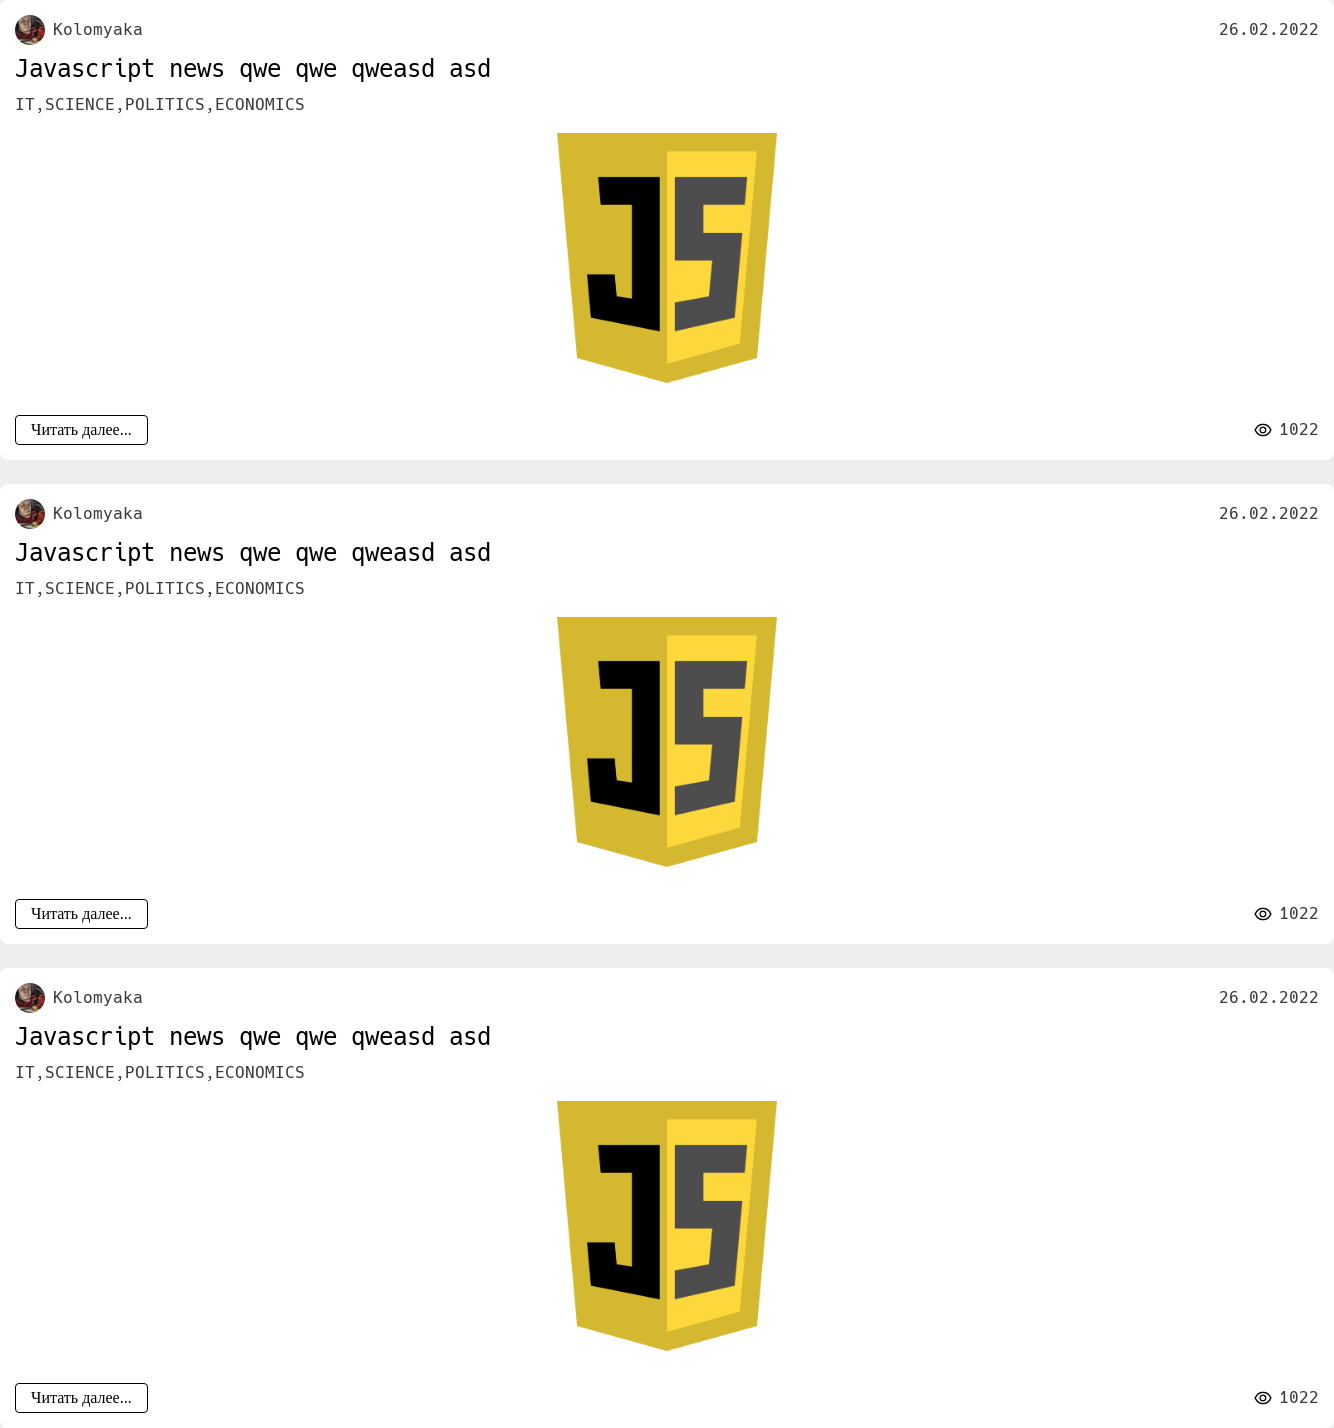 Kolomyaka 26.02.2022
Javascript news qwe qwe qweasd asd
IT,SCIENCE,POLITICS,ECONOMICS
JS
Читать далее... 1022
Kolomyaka 26.02.2022
Javascript news qwe qwe qweasd asd
IT,SCIENCE,POLITICS,ECONOMICS
JS
Читать далее... 1022
Kolomyaka 26.02.2022
Javascript news qwe qwe qweasd asd
IT,SCIENCE,POLITICS,ECONOMICS
JS
Читать далее... 1022